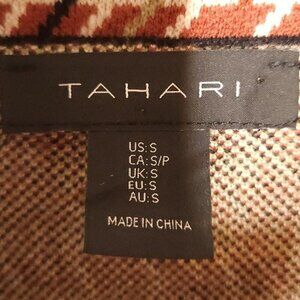 TAHARI
US: S
CA: S/P
UK: S
EU: S
AU: S
MADE IN CHINA